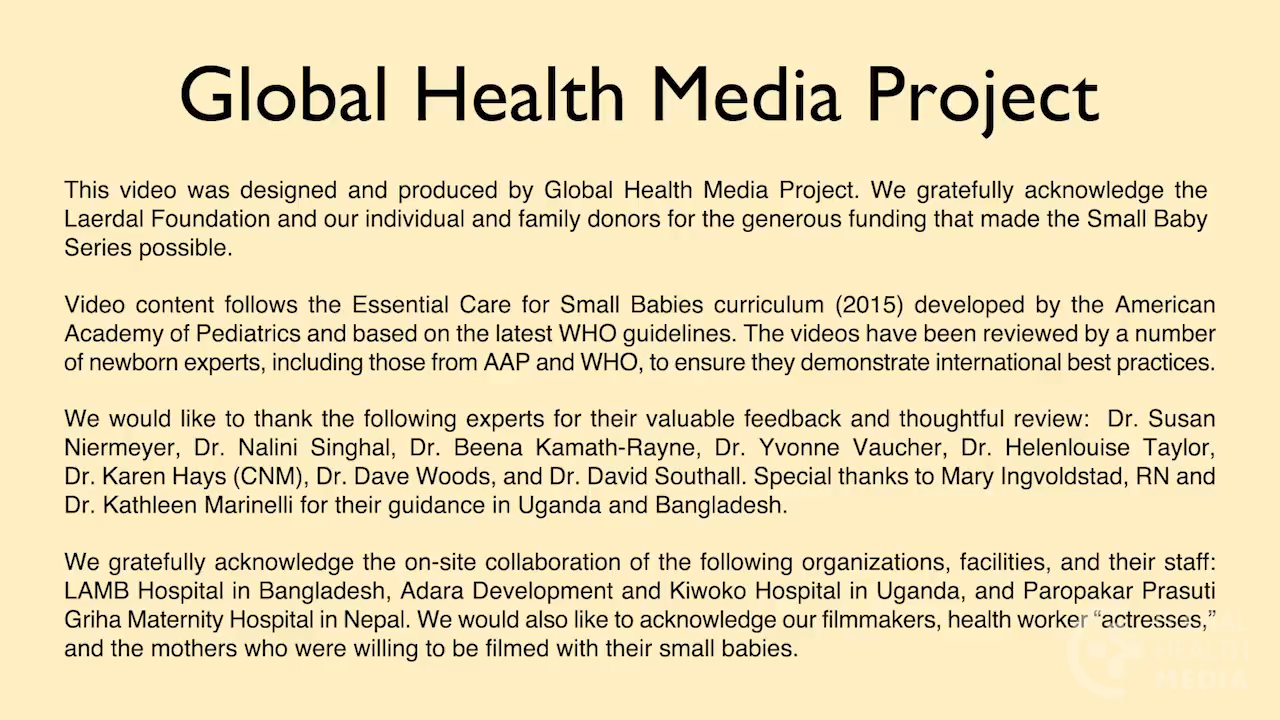 Global Health Media Project
This video was designed and produced by Global Health Media Project. We gratefully acknowledge the
Laerdal Foundation and our individual and family donors for the generous funding that made the Small Baby
Series possible.
Video content follows the Essential Care for Small Babies curriculum (2015) developed by the American
Academy of Pediatrics and based on the latest WHO guidelines. The videos have been reviewed by a number
of newborn experts, including those from AAP and WHO, to ensure they demonstrate international best practices.
We would like to thank the following experts for their valuable feedback and thoughtful review:  Dr. Susan
Niermeyer, Dr. Nalini Singhal, Dr. Beena Kamath-Rayne, Dr. Yvonne Vaucher, Dr. Helenlouise Taylor,
Dr. Karen Hays (CNM), Dr. Dave Woods, and Dr. David Southall. Special thanks to Mary Ingvoldstad, RN and
Dr. Kathleen Marinelli for their guidance in Uganda and Bangladesh.
We gratefully acknowledge the on-site collaboration of the following organizations, facilities, and their staff:
LAMB Hospital in Bangladesh, Adara Development and Kiwoko Hospital in Uganda, and Paropakar Prasuti
Griha Maternity Hospital in Nepal. We would also like to acknowledge our filmmakers, health worker “actresses,”
and the mothers who were willing to be filmed with their small babies.
GLOBAL
HEALTH
MEDIA